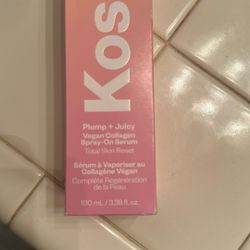 Kos
Plump + Juicy
Vegan Collagen
Spray-On Serum
Total Skin Reset
Sérum à Vaporiser au
Collagène Végan
Complète Régénération
de la Peau
100 mL / 3.38 fl. oz.